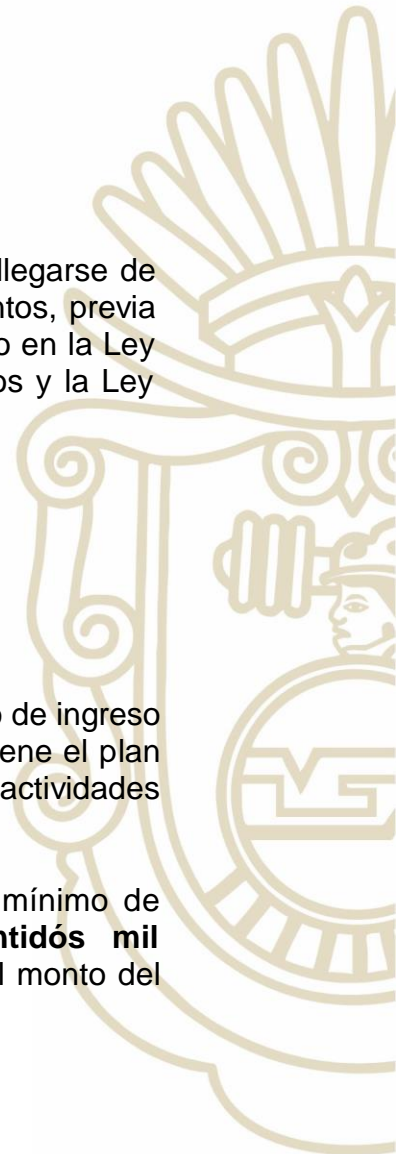 llegarse de
ntos, previa
o en la Ley
os y la Ley
o de ingreso
ene el plan
actividades
mínimo de
ntidós mil
l monto del